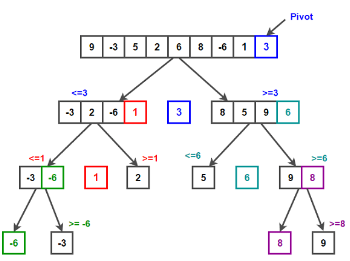 Pivot
9 -3 5 2 6 8 -6 1 3
<=3 >=3
-3 2 -6 1 3 8 5 9 6
<=1 >=1 <=6 >=6
-3 -6 1 2 5 6 9 8
>= -6 >=8
-6 -3 8 9